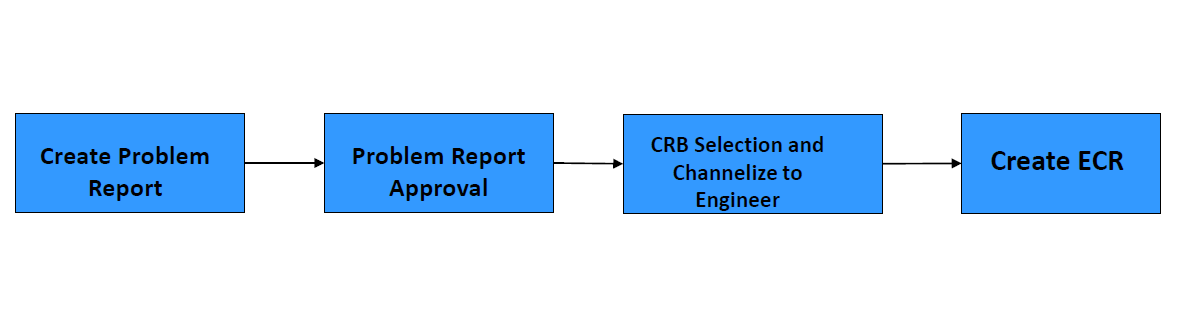 Create Problem
Report
Problem Report
Approval
CRB Selection and
Channelize to
Engineer
Create ECR